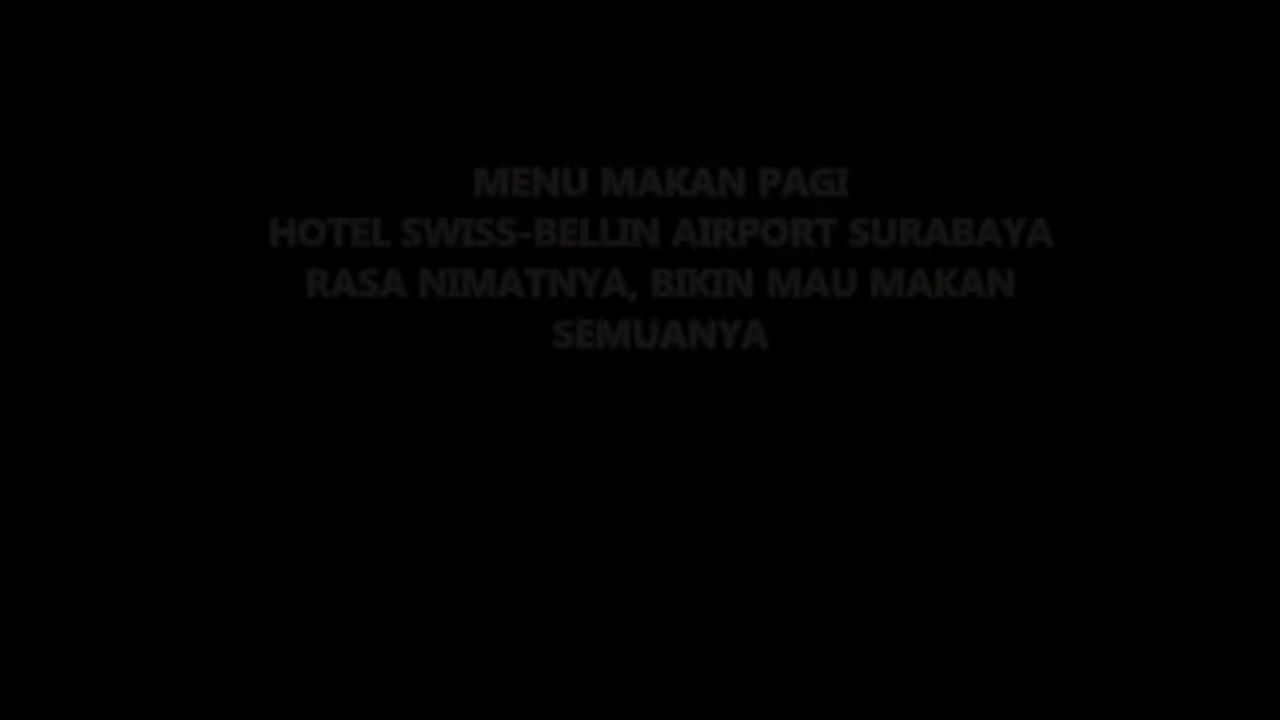 MENU MAKAN PAGI
HOTEL SWISS-BELLIN AIRPORT SURABAYA
RASA NIMATNYA, BIKIN MAU MAKAN
SEMUANYA